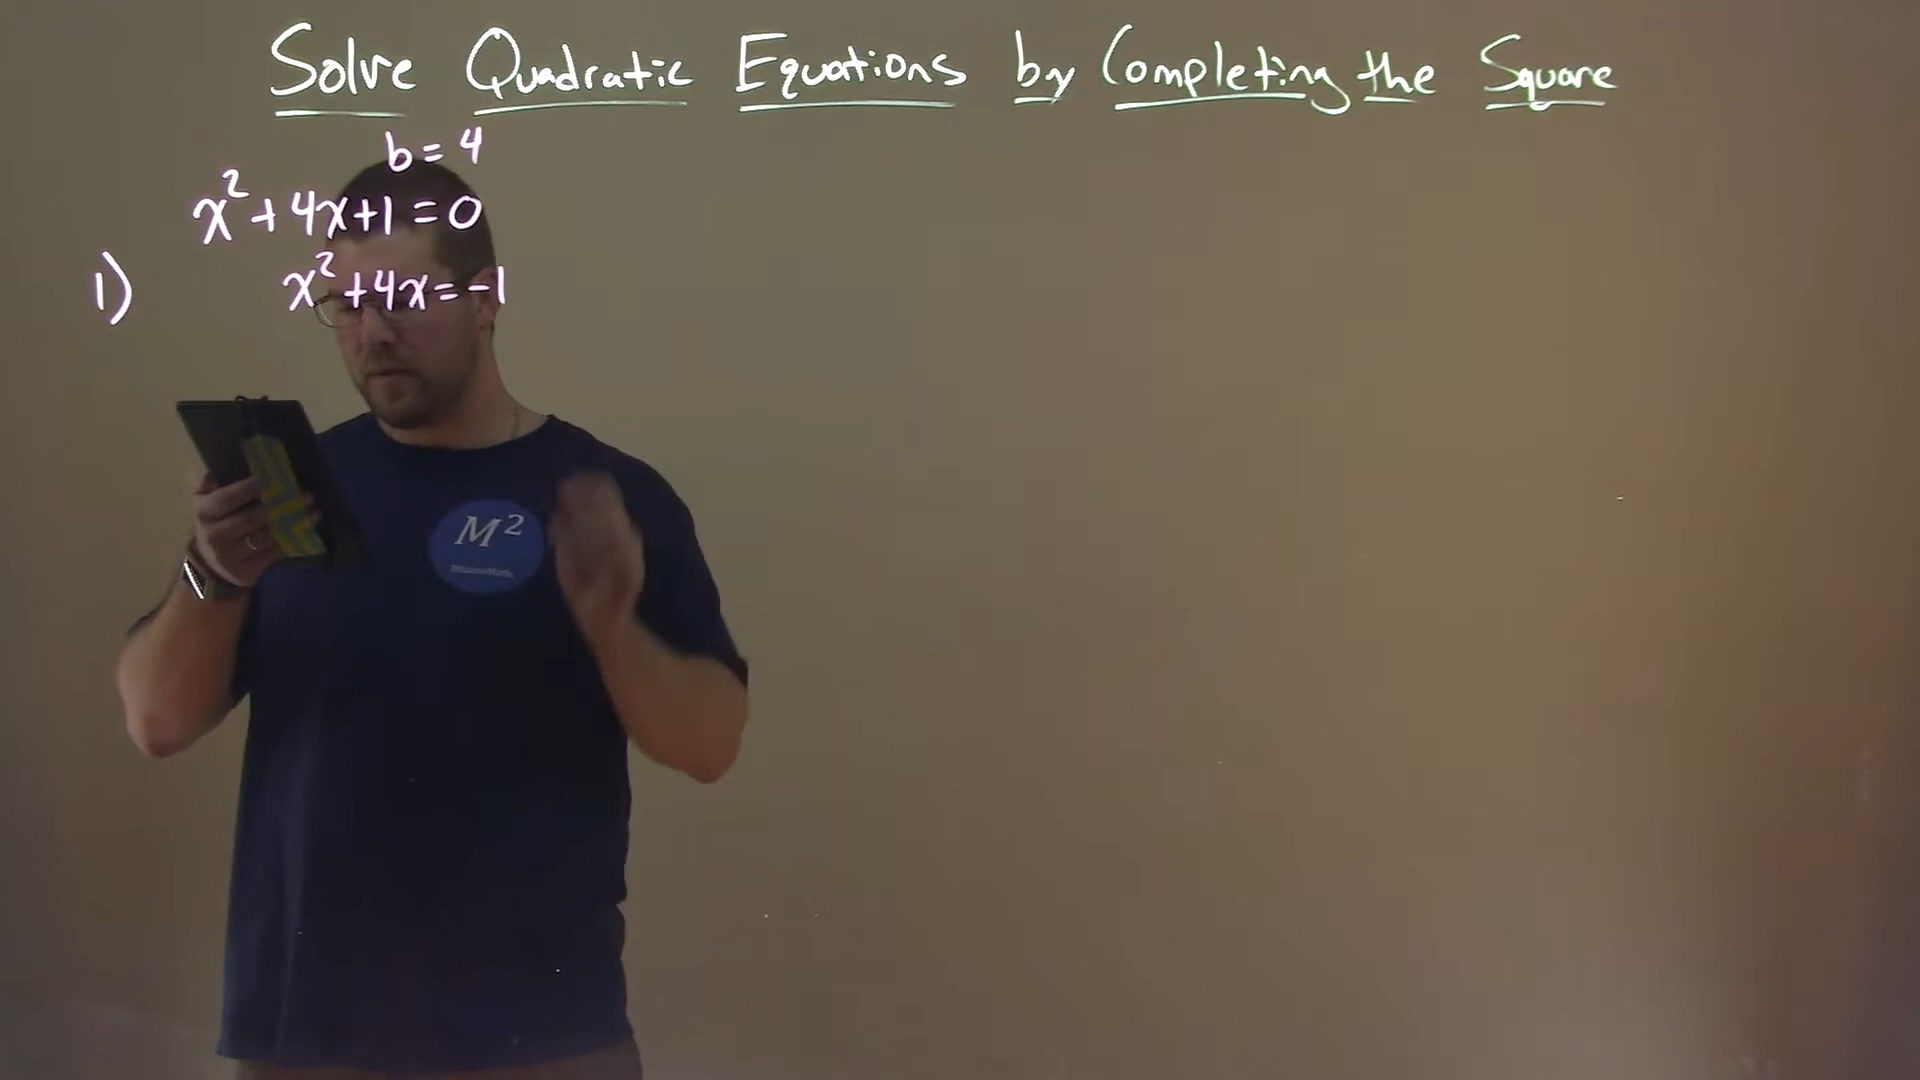 Solve Quadratic Equations by Completing the Square
b = 4
x² + 4x + 1 = 0
1) x² + 4x = -1
M²